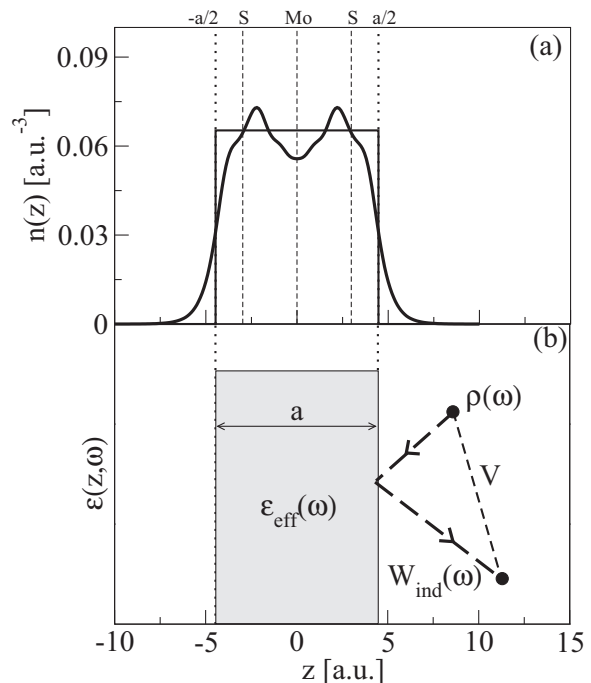 -a/2 S Mo S a/2
(a)
0.09
0.06
0.03
0
n(z) [a.u.⁻³]
(b)
ρ(ω)
a
V
ε(z,ω)
ε_eff(ω)
W_ind(ω)
-10 -5 0 5 10 15
z [a.u.]